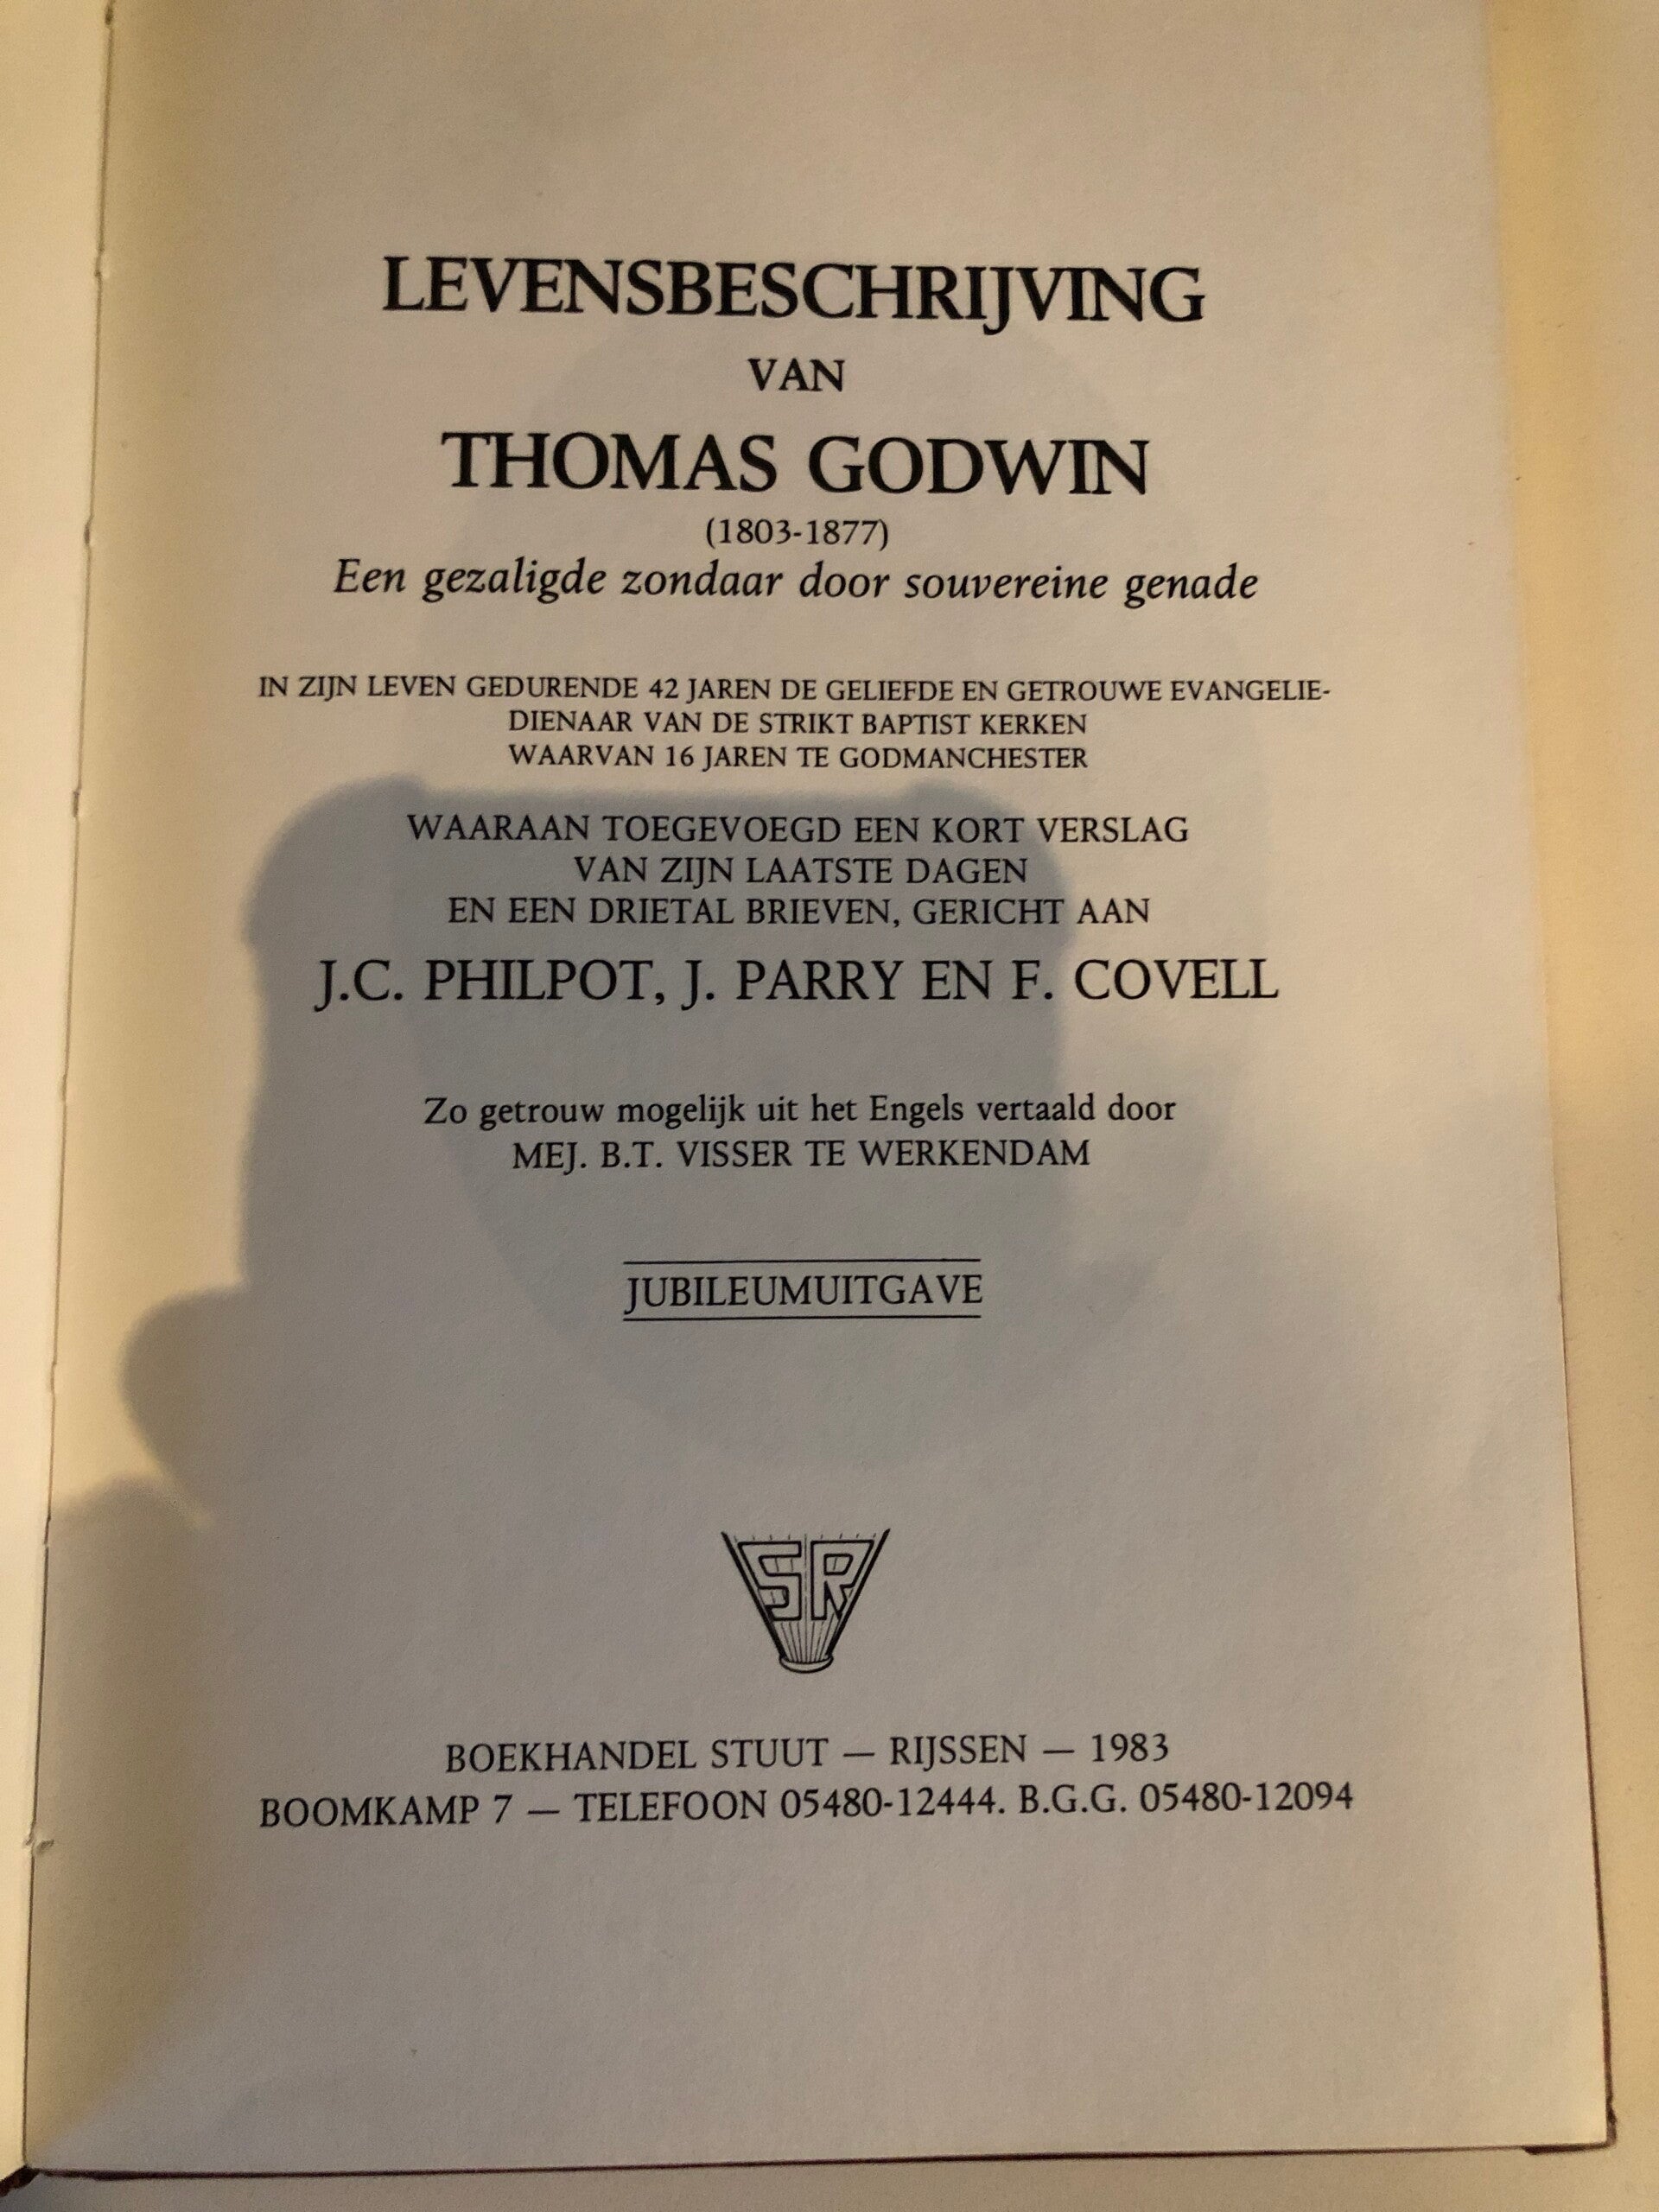 LEVENSBESCHRIJVING
VAN
THOMAS GODWIN
(1803-1877)
Een gezaligde zondaar door souvereine genade
IN ZIJN LEVEN GEDURENDE 42 JAREN DE GELIEFDE EN GETROUWE EVANGELIE-
DIENAAR VAN DE STRIKT BAPTIST KERKEN
WAARVAN 16 JAREN TE GODMANCHESTER
WAARAAN TOEGEVOEGD EEN KORT VERSLAG
VAN ZIJN LAATSTE DAGEN
EN EEN DRIETAL BRIEVEN, GERICHT AAN
J.C. PHILPOT, J. PARRY EN F. COVELL
Zo getrouw mogelijk uit het Engels vertaald door
MEJ. B.T. VISSER TE WERKENDAM
JUBILEUMUITGAVE
SR
BOEKHANDEL STUUT — RIJSSEN — 1983
BOOMKAMP 7 — TELEFOON 05480-12444. B.G.G. 05480-12094